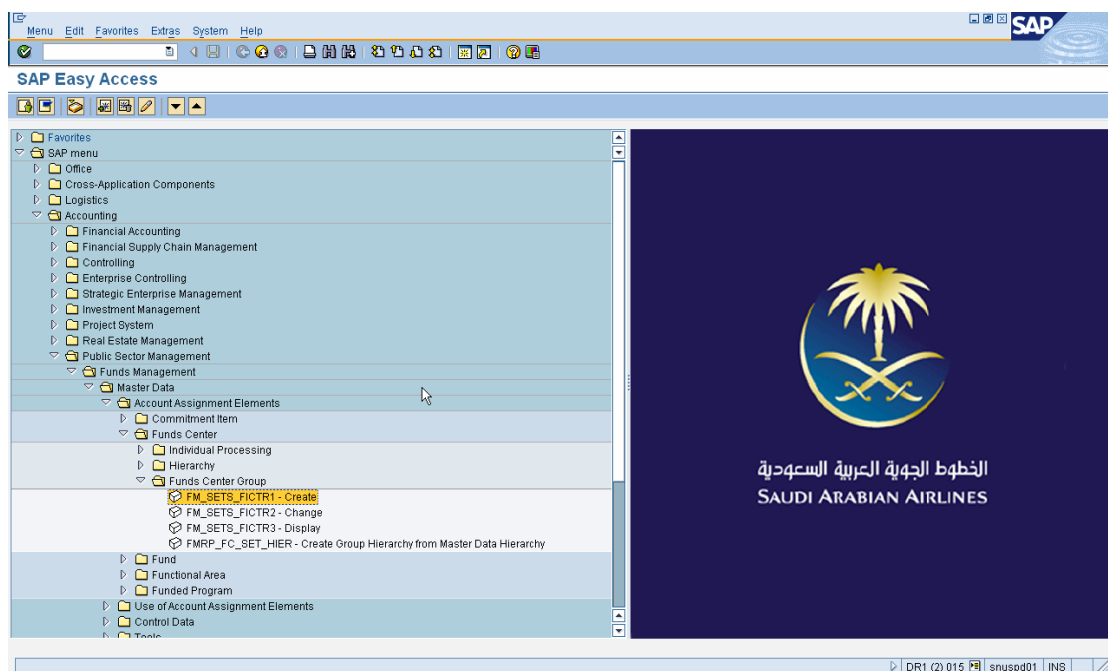 Menu Edit Favorites Extras System Help
SAP
SAP Easy Access
Favorites
SAP menu
Office
Cross-Application Components
Logistics
Accounting
Financial Accounting
Financial Supply Chain Management
Controlling
Enterprise Controlling
Strategic Enterprise Management
Investment Management
Project System
Real Estate Management
Public Sector Management
Funds Management
Master Data
Account Assignment Elements
Commitment Item
Funds Center
Individual Processing
Hierarchy
Funds Center Group
FM_SETS_FICTR1 - Create
FM_SETS_FICTR2 - Change
FM_SETS_FICTR3 - Display
FMRP_FC_SET_HIER - Create Group Hierarchy from Master Data Hierarchy
Fund
Functional Area
Funded Program
Use of Account Assignment Elements
Control Data
Tools
الخطوط الجوية العربية السعودية
SAUDI ARABIAN AIRLINES
DR1 (2) 015 snuspd01 INS